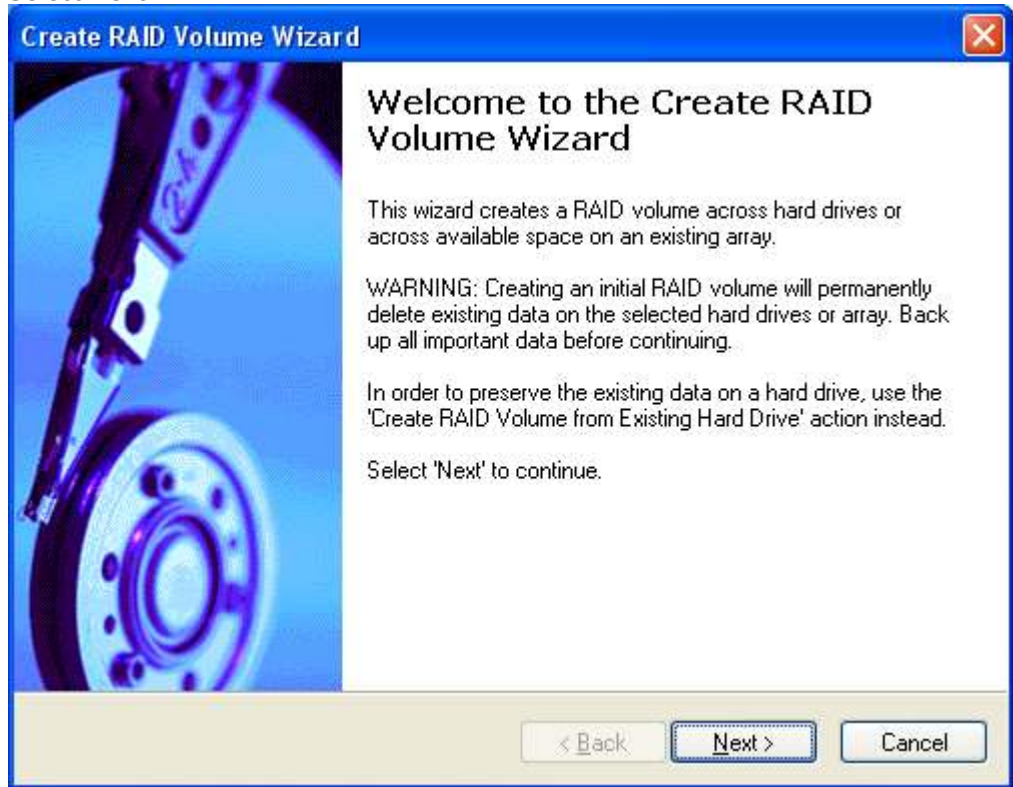 Create RAID Volume Wizard
Welcome to the Create RAID
Volume Wizard
This wizard creates a RAID volume across hard drives or
across available space on an existing array.
WARNING: Creating an initial RAID volume will permanently
delete existing data on the selected hard drives or array. Back
up all important data before continuing.
In order to preserve the existing data on a hard drive, use the
'Create RAID Volume from Existing Hard Drive' action instead.
Select 'Next' to continue.
< Back Next > Cancel